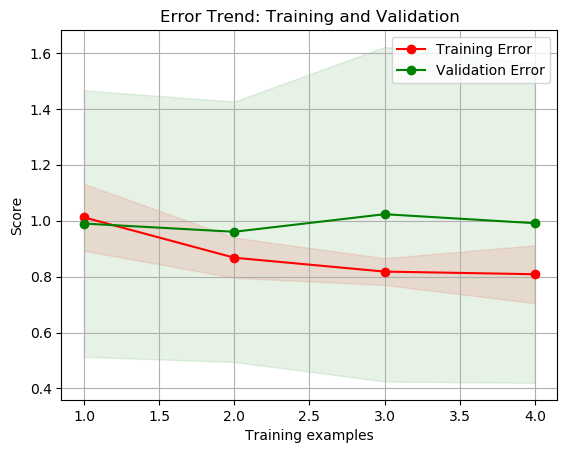 Error Trend: Training and Validation
Training Error
Validation Error
Score
1.6
1.4
1.2
1.0
0.8
0.6
0.4
1.0 1.5 2.0 2.5 3.0 3.5 4.0
Training examples